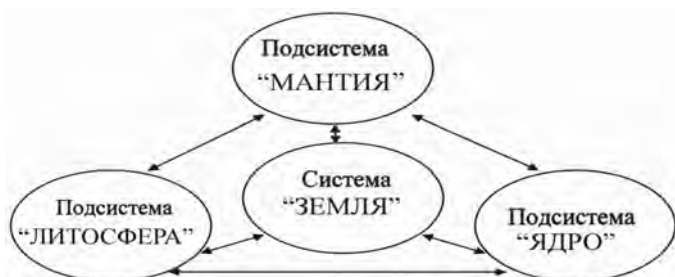 Подсистема
“МАНТИЯ”
Система
“ЗЕМЛЯ”
Подсистема
“ЛИТОСФЕРА”
Подсистема
“ЯДРО”